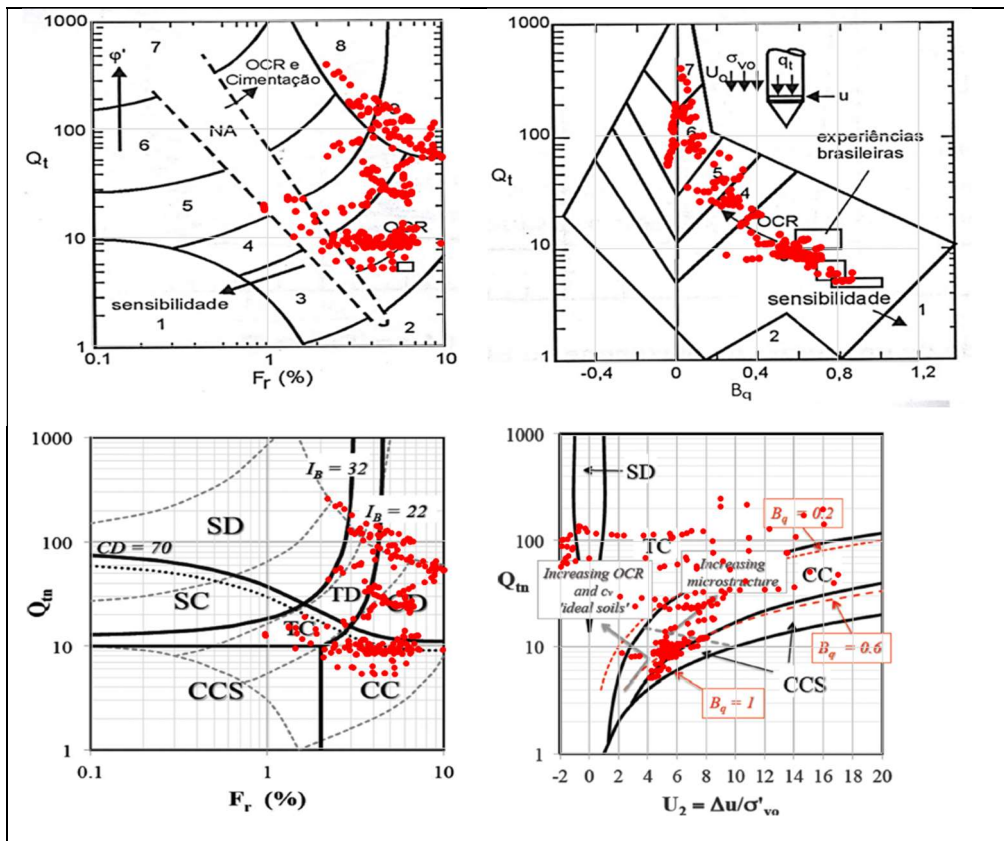 1000
7
8
φ'
OCR e
Cimentação
9
100
NA
6
Qt
5
10
OCR
4
sensibilidade
3
1
2
1
0.1
1
10
Fr (%)
1000
7
σvo
qt
Uo
u
100
6
experiências
brasileiras
Qt
5
4
OCR
10
sensibilidade
1
2
1
-0,4
0
0,4
0,8
1,2
Bq
1000
IB = 32
SD
IB = 22
100
CD = 70
Qtn
SC
TD
CD
TC
10
CCS
CC
1
0.1
1
10
Fr (%)
1000
SD
Bq = 0.2
100
TC
Increasing OCR
and cv
'ideal soils'
Increasing
microstructure
CC
Qtn
10
Bq = 0.6
CCS
Bq = 1
1
-2 0 2 4 6 8 10 12 14 16 18 20
U2 = Δu/σ'vo